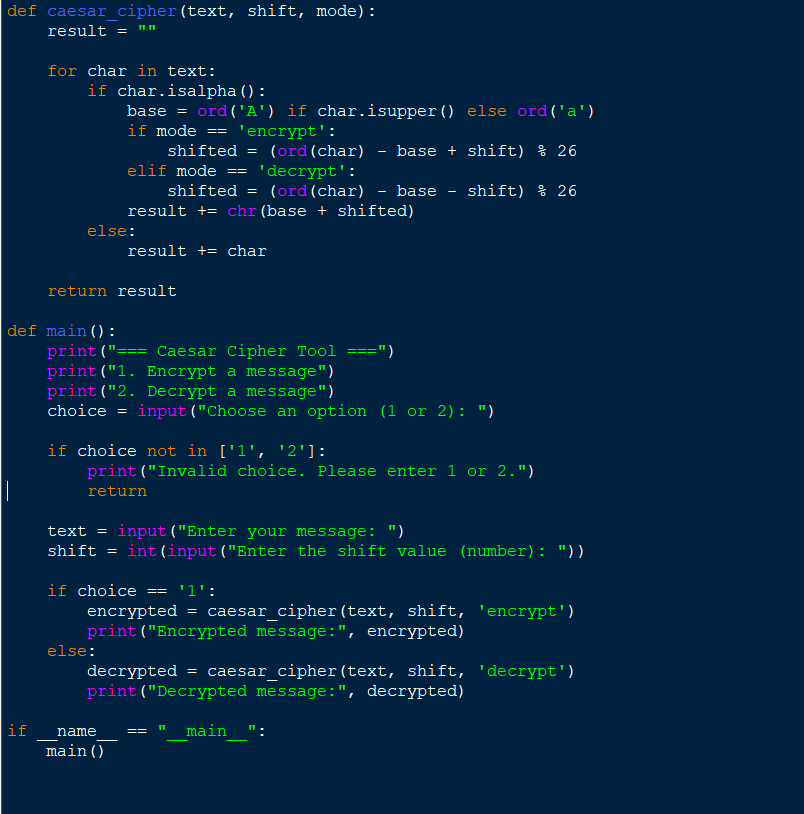 def caesar_cipher(text, shift, mode):
    result = ""

    for char in text:
        if char.isalpha():
            base = ord('A') if char.isupper() else ord('a')
            if mode == 'encrypt':
                shifted = (ord(char) - base + shift) % 26
            elif mode == 'decrypt':
                shifted = (ord(char) - base - shift) % 26
            result += chr(base + shifted)
        else:
            result += char

    return result

def main():
    print("=== Caesar Cipher Tool ===")
    print("1. Encrypt a message")
    print("2. Decrypt a message")
    choice = input("Choose an option (1 or 2): ")

    if choice not in ['1', '2']:
        print("Invalid choice. Please enter 1 or 2.")
        return

    text = input("Enter your message: ")
    shift = int(input("Enter the shift value (number): "))

    if choice == '1':
        encrypted = caesar_cipher(text, shift, 'encrypt')
        print("Encrypted message:", encrypted)
    else:
        decrypted = caesar_cipher(text, shift, 'decrypt')
        print("Decrypted message:", decrypted)

if __name__ == "__main__":
    main()